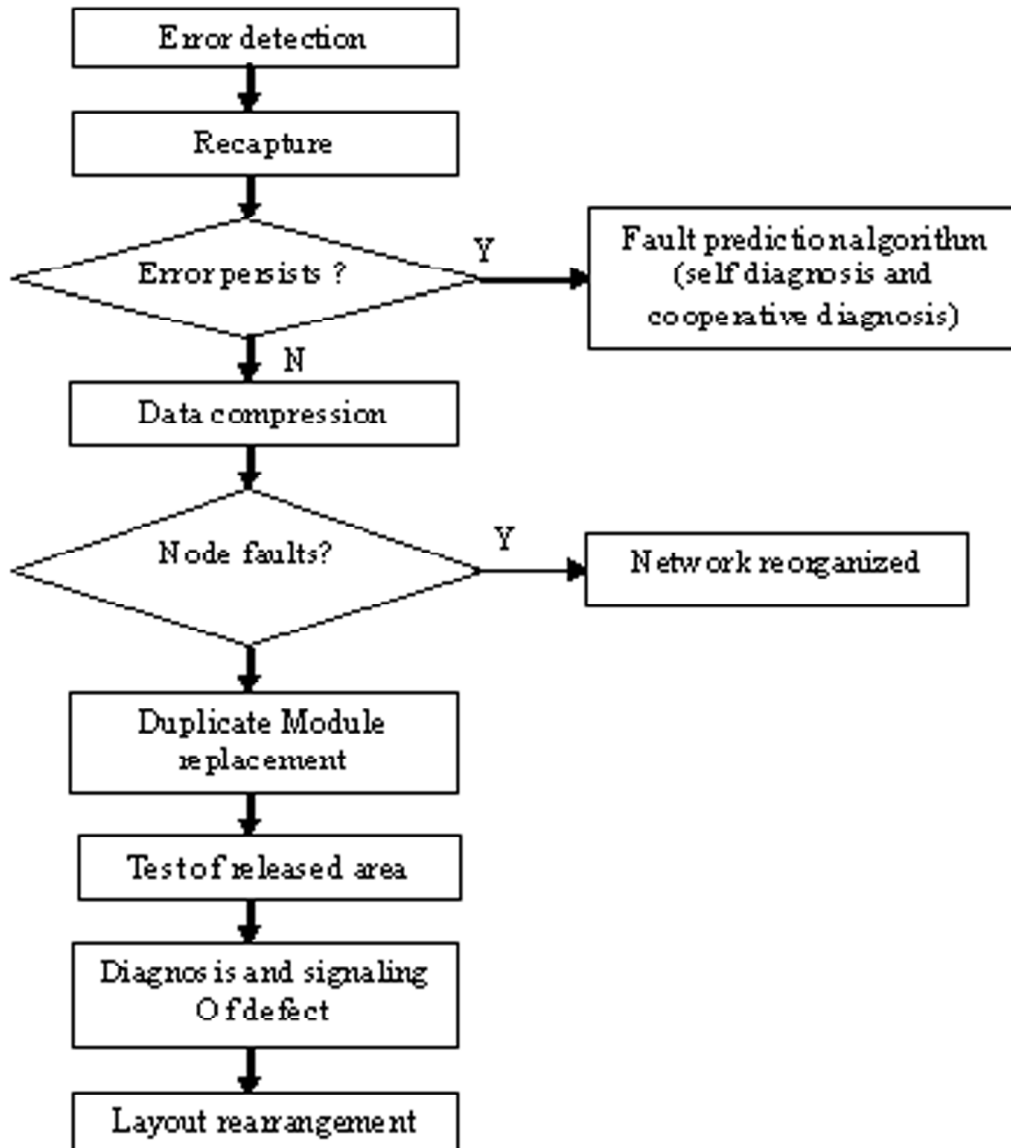 Error detection
Recapture
Error persists ?
Y
Fault prediction algorithm
(self diagnosis and
cooperative diagnosis)
N
Data compression
Node faults?
Y
Network reorganized
Duplicate Module
replacement
Test of released area
Diagnosis and signaling
Of defect
Layout rearrangement